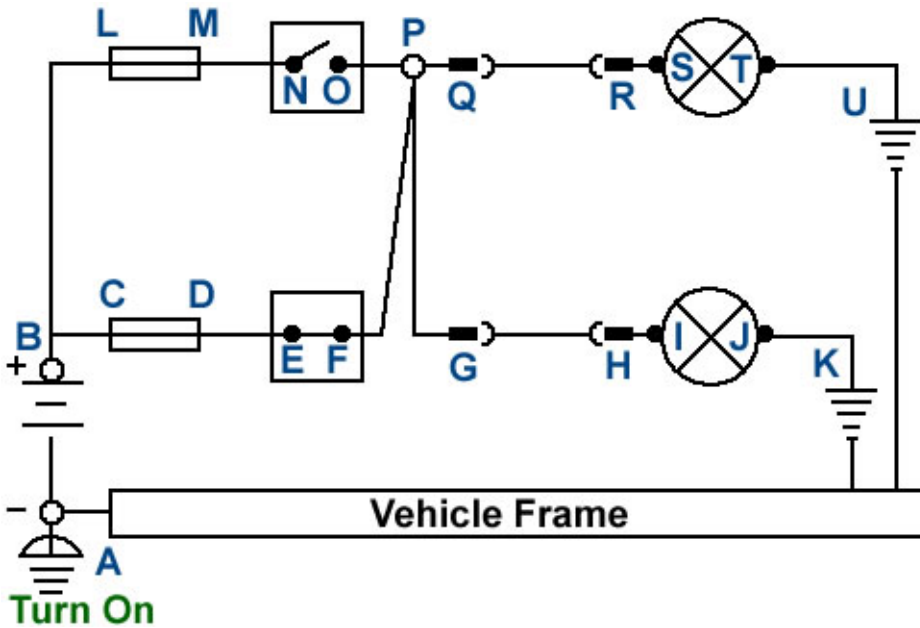 L M P
N O Q R S T U
C D
B E F G H I J K
+
− Vehicle Frame
A
Turn On